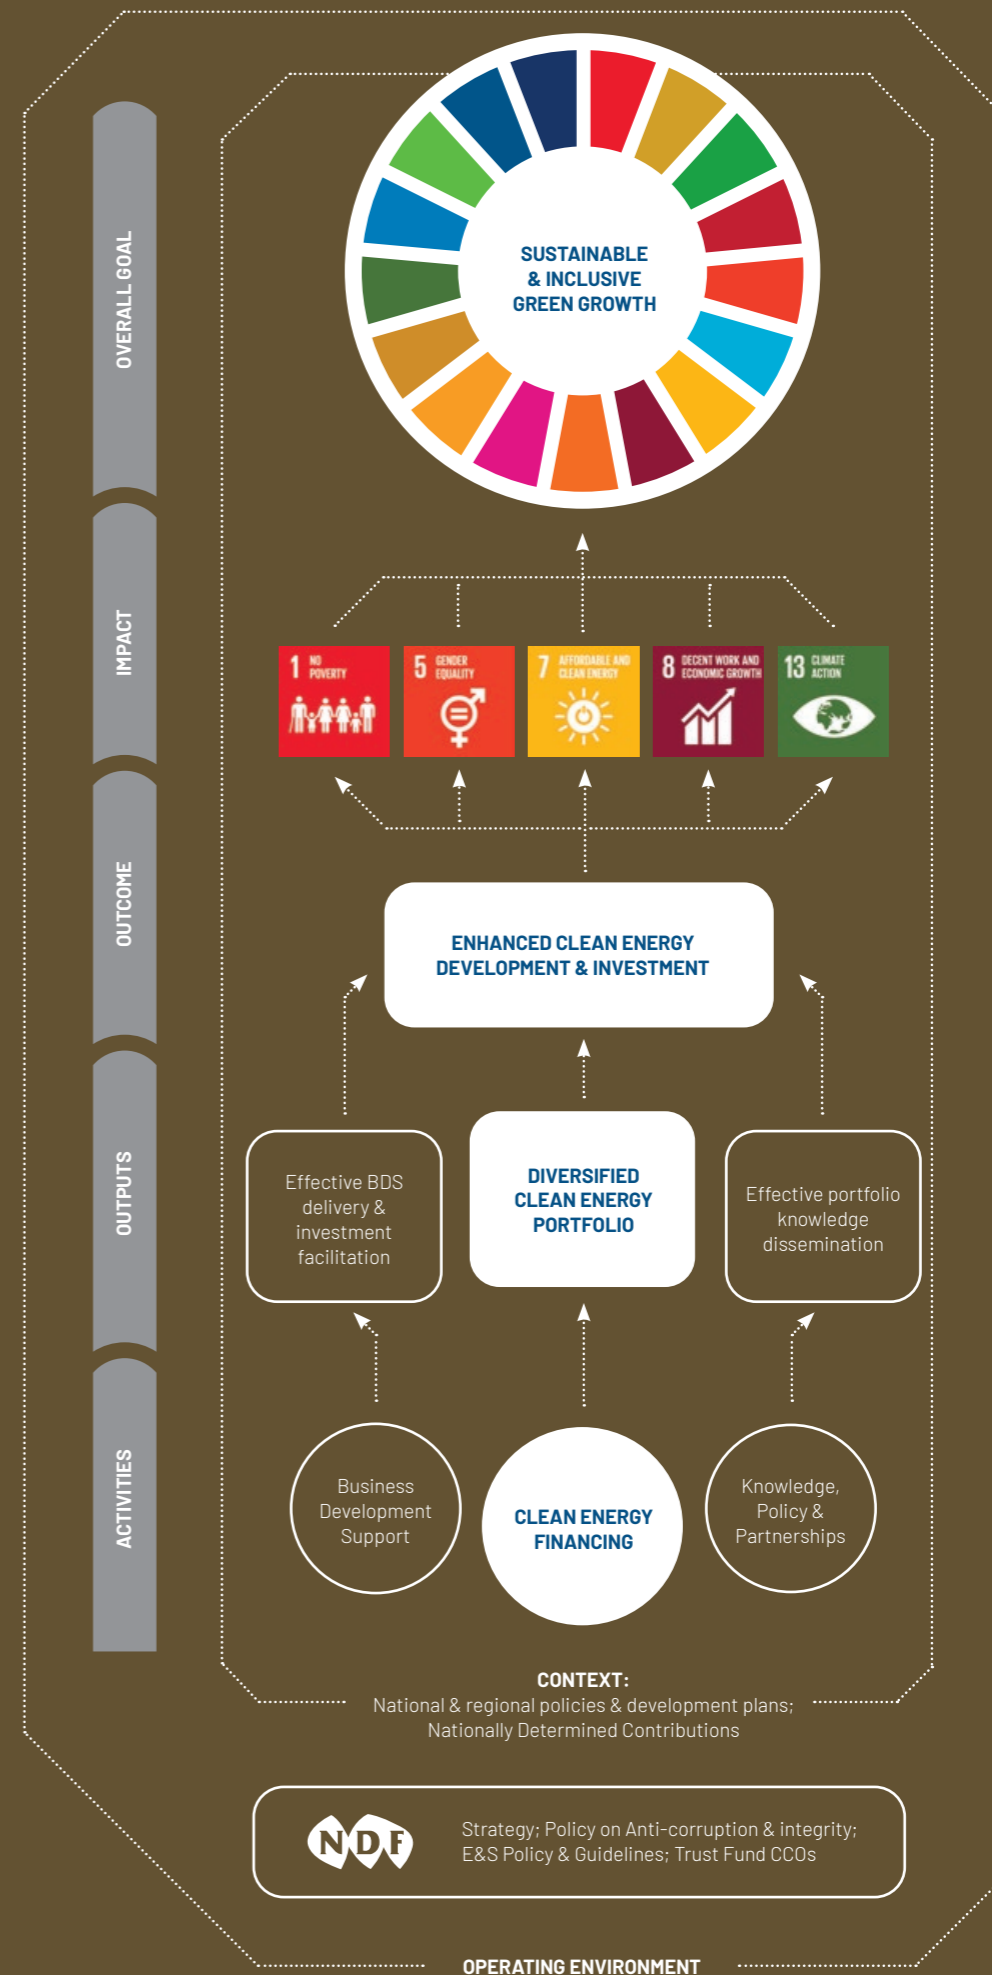 OVERALL GOAL
SUSTAINABLE
& INCLUSIVE
GREEN GROWTH
IMPACT
1 NO
POVERTY
5 GENDER
EQUALITY
7 AFFORDABLE AND
CLEAN ENERGY
8 DECENT WORK AND
ECONOMIC GROWTH
13 CLIMATE
ACTION
OUTCOME
ENHANCED CLEAN ENERGY
DEVELOPMENT & INVESTMENT
OUTPUTS
Effective BDS
delivery &
investment
facilitation
DIVERSIFIED
CLEAN ENERGY
PORTFOLIO
Effective portfolio
knowledge
dissemination
ACTIVITIES
Business
Development
Support
CLEAN ENERGY
FINANCING
Knowledge,
Policy &
Partnerships
CONTEXT:
National & regional policies & development plans;
Nationally Determined Contributions
NDF
Strategy; Policy on Anti-corruption & integrity;
E&S Policy & Guidelines; Trust Fund CCOs
OPERATING ENVIRONMENT